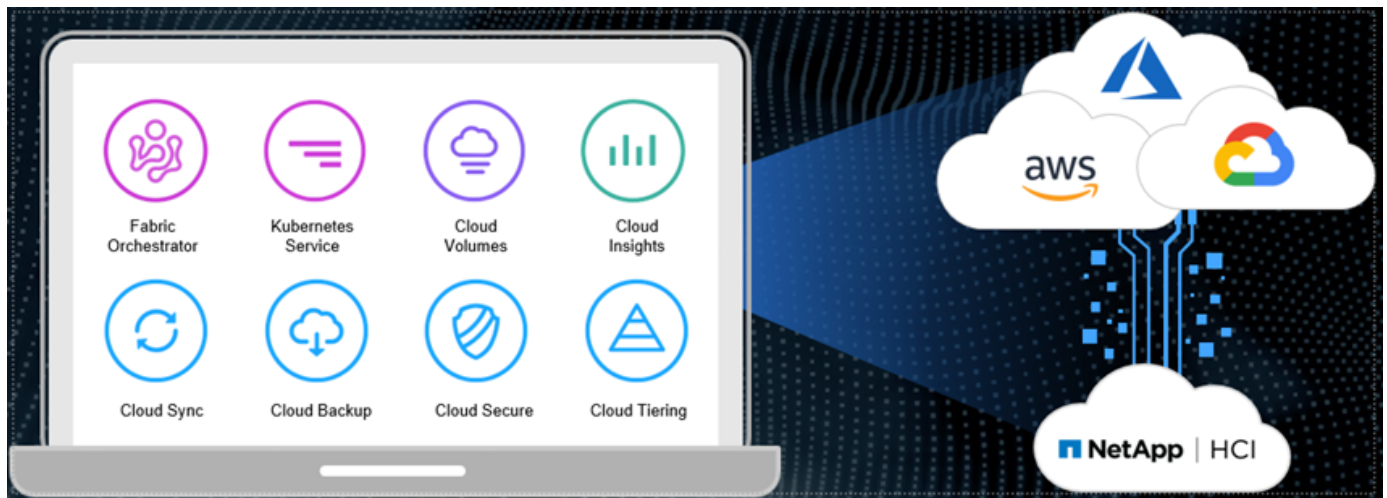 Fabric
Orchestrator
Kubernetes
Service
Cloud
Volumes
Cloud
Insights
Cloud Sync
Cloud Backup
Cloud Secure
Cloud Tiering
aws
NetApp | HCI